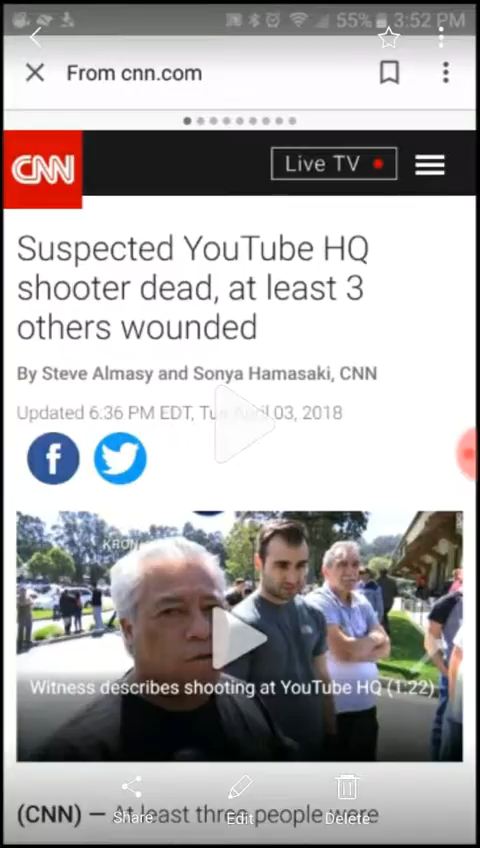 55% 3:52 PM
From cnn.com
CNN
Live TV
Suspected YouTube HQ
shooter dead, at least 3
others wounded
By Steve Almasy and Sonya Hamasaki, CNN
Updated 6:36 PM EDT, Tue April 03, 2018
KRON
Witness describes shooting at YouTube HQ (1:22)
(CNN) — At least three people were
Share Edit Delete